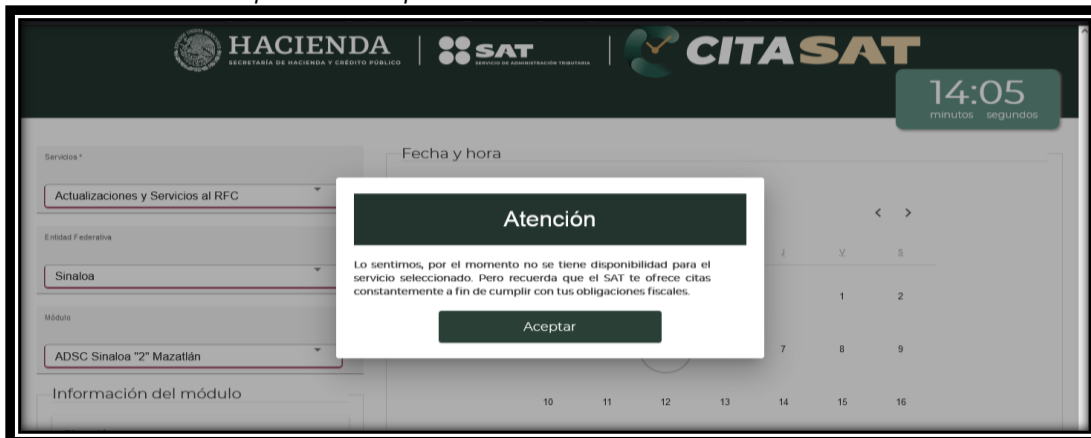 HACIENDA
SECRETARÍA DE HACIENDA Y CRÉDITO PÚBLICO
SAT
SERVICIO DE ADMINISTRACIÓN TRIBUTARIA
CITA SAT
14:05
minutos segundos
Servicios *
Actualizaciones y Servicios al RFC
Entidad Federativa
Sinaloa
Módulo
ADSC Sinaloa "2" Mazatlán
Información del módulo
Fecha y hora
Atención
Lo sentimos, por el momento no se tiene disponibilidad para el
servicio seleccionado. Pero recuerda que el SAT te ofrece citas
constantemente a fin de cumplir con tus obligaciones fiscales.
Aceptar
J V S
1 2
7 8 9
10 11 12 13 14 15 16